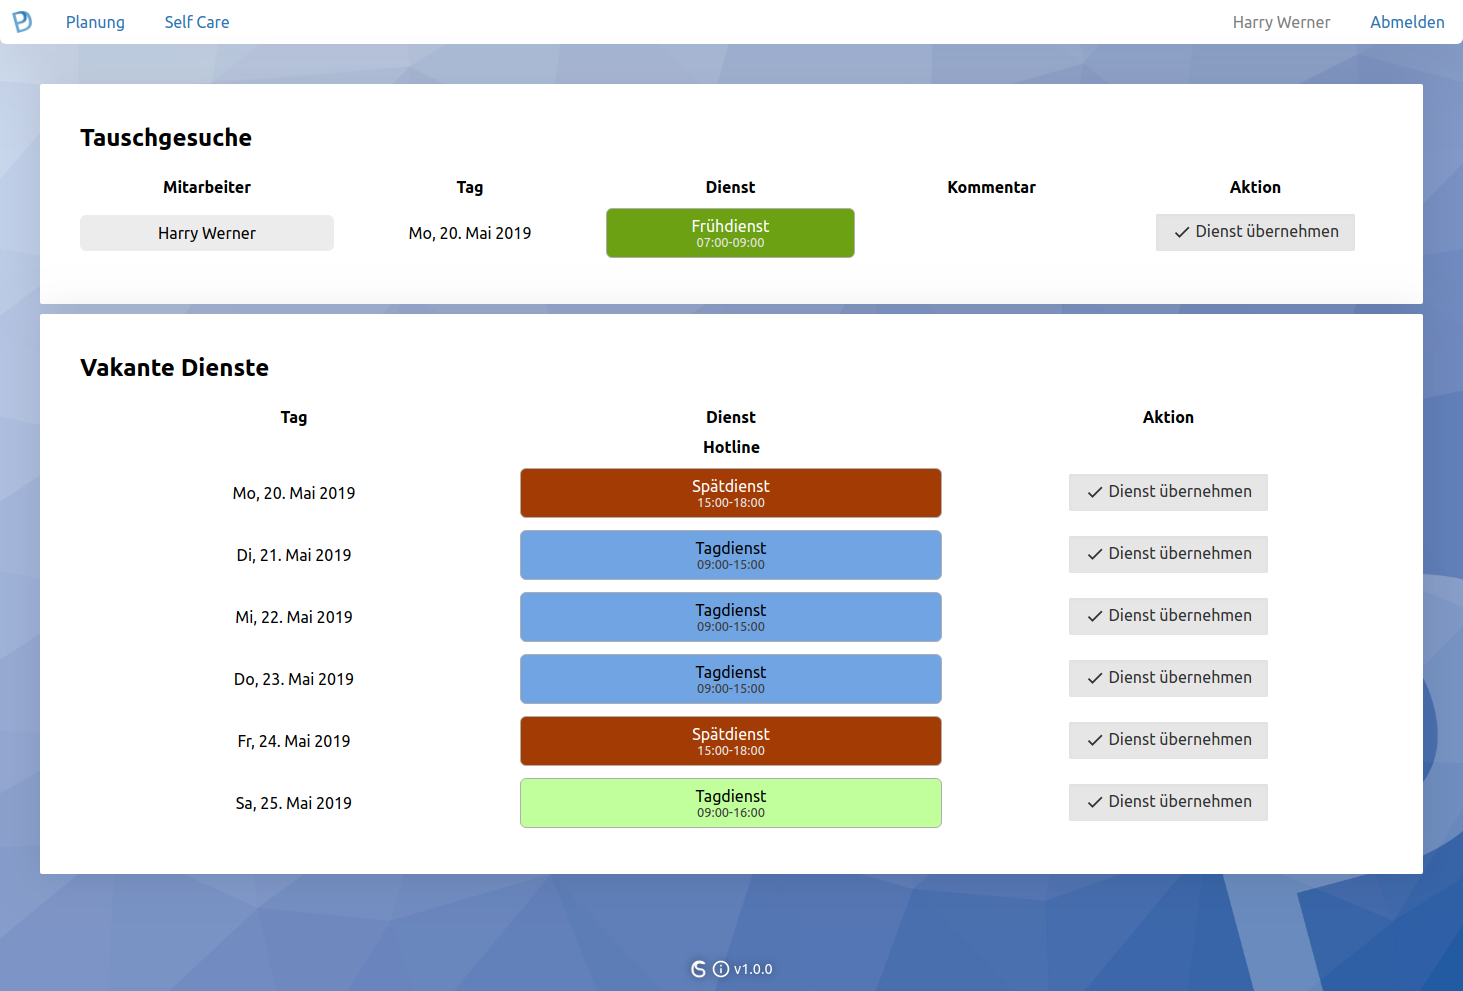 Planung Self Care Harry Werner Abmelden
Tauschgesuche
Mitarbeiter Tag Dienst Kommentar Aktion
Harry Werner Mo, 20. Mai 2019 Frühdienst Dienst übernehmen
07:00-09:00
Vakante Dienste
Tag Dienst Aktion
Hotline
Mo, 20. Mai 2019 Spätdienst Dienst übernehmen
15:00-18:00
Di, 21. Mai 2019 Tagdienst Dienst übernehmen
09:00-15:00
Mi, 22. Mai 2019 Tagdienst Dienst übernehmen
09:00-15:00
Do, 23. Mai 2019 Tagdienst Dienst übernehmen
09:00-15:00
Fr, 24. Mai 2019 Spätdienst Dienst übernehmen
15:00-18:00
Sa, 25. Mai 2019 Tagdienst Dienst übernehmen
09:00-16:00
v1.0.0